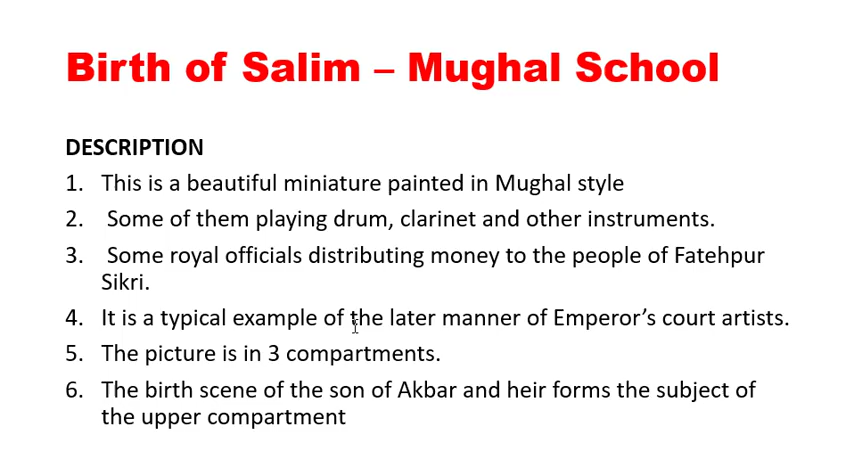 Birth of Salim – Mughal School
DESCRIPTION
1. This is a beautiful miniature painted in Mughal style
2. Some of them playing drum, clarinet and other instruments.
3. Some royal officials distributing money to the people of Fatehpur
Sikri.
4. It is a typical example of the later manner of Emperor’s court artists.
5. The picture is in 3 compartments.
6. The birth scene of the son of Akbar and heir forms the subject of
the upper compartment